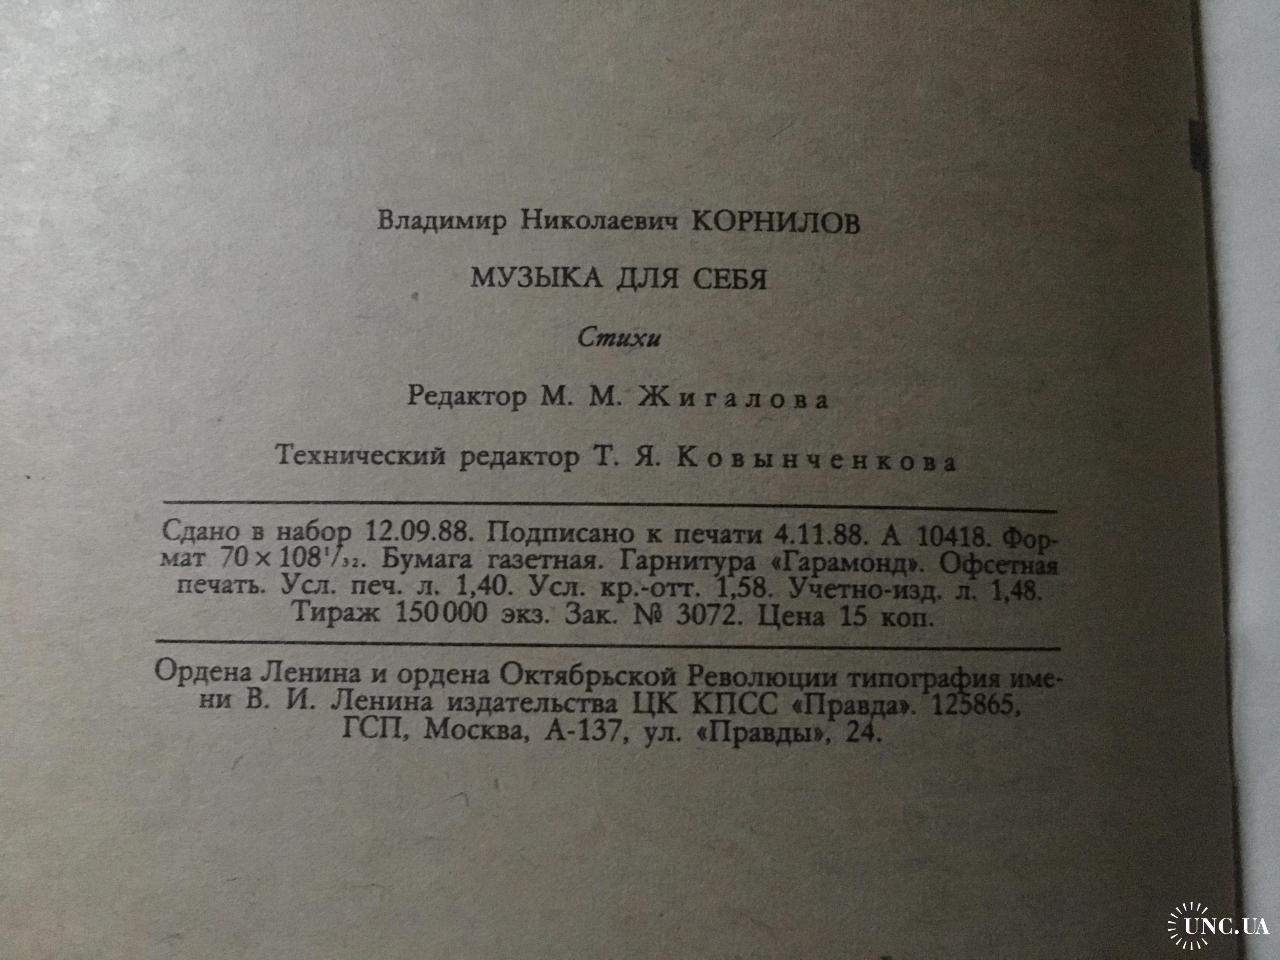 Владимир Николаевич КОРНИЛОВ
МУЗЫКА ДЛЯ СЕБЯ
Стихи
Редактор М. М. Жигалова
Технический редактор Т. Я. Ковынченкова
Сдано в набор 12.09.88. Подписано к печати 4.11.88. А 10418. Фор-
мат 70×108¹/₃₂. Бумага газетная. Гарнитура «Гарамонд». Офсетная
печать. Усл. печ. л. 1,40. Усл. кр.-отт. 1,58. Учетно-изд. л. 1,48.
Тираж 150000 экз. Зак. № 3072. Цена 15 коп.
Ордена Ленина и ордена Октябрьской Революции типография име-
ни В. И. Ленина издательства ЦК КПСС «Правда». 125865,
ГСП, Москва, А-137, ул. «Правды», 24.
UNC.UA